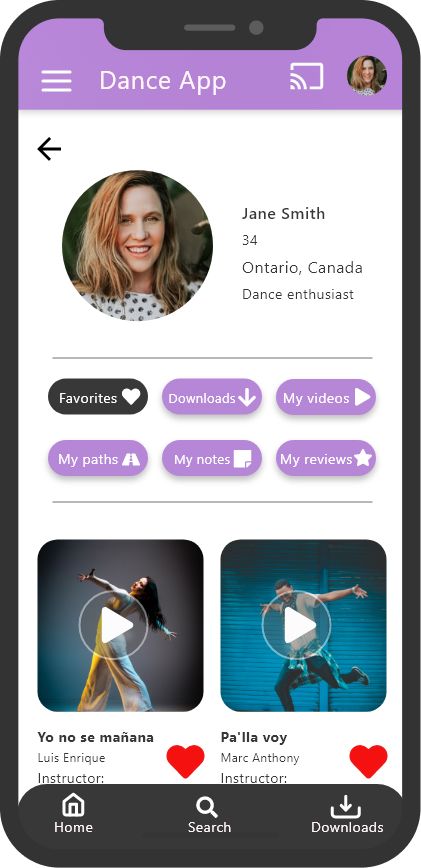 Dance App
Jane Smith
34
Ontario, Canada
Dance enthusiast
Favorites
Downloads
My videos
My paths
My notes
My reviews
Yo no se mañana
Luis Enrique
Instructor:
Pa'lla voy
Marc Anthony
Instructor:
Home
Search
Downloads